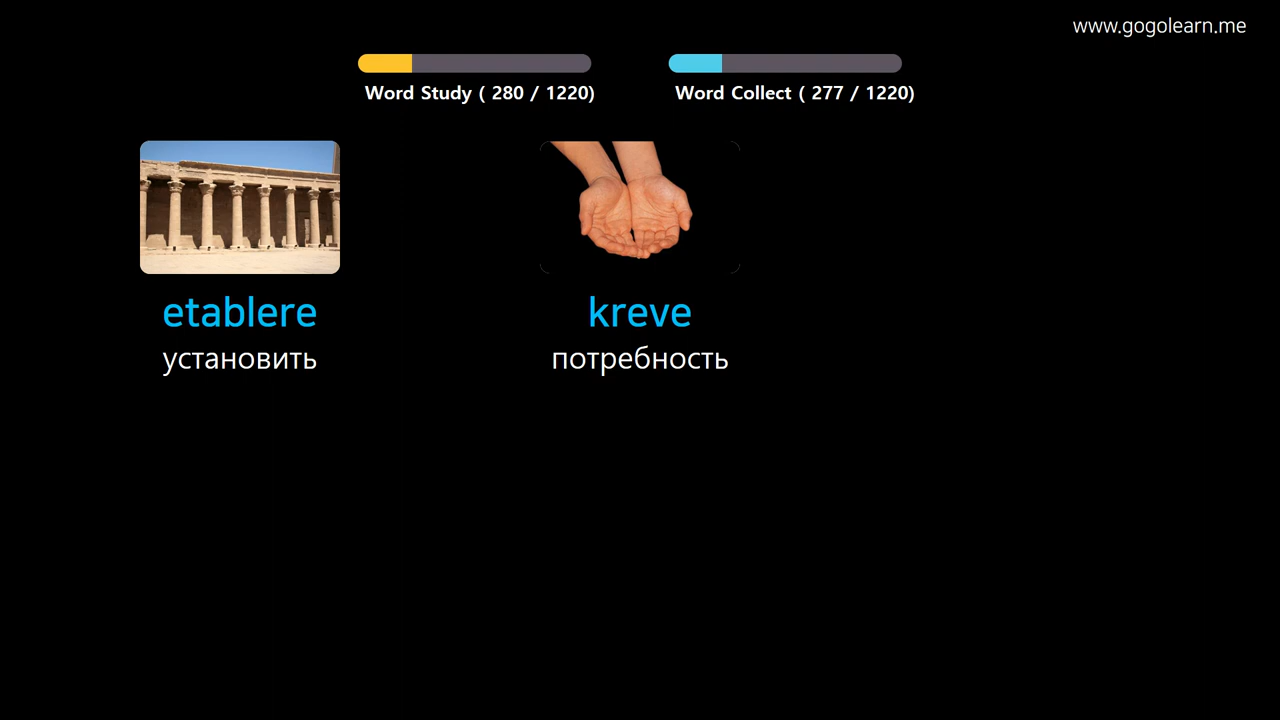 www.gogolearn.me
Word Study ( 280 / 1220)
Word Collect ( 277 / 1220)
etablere
установить
kreve
потребность